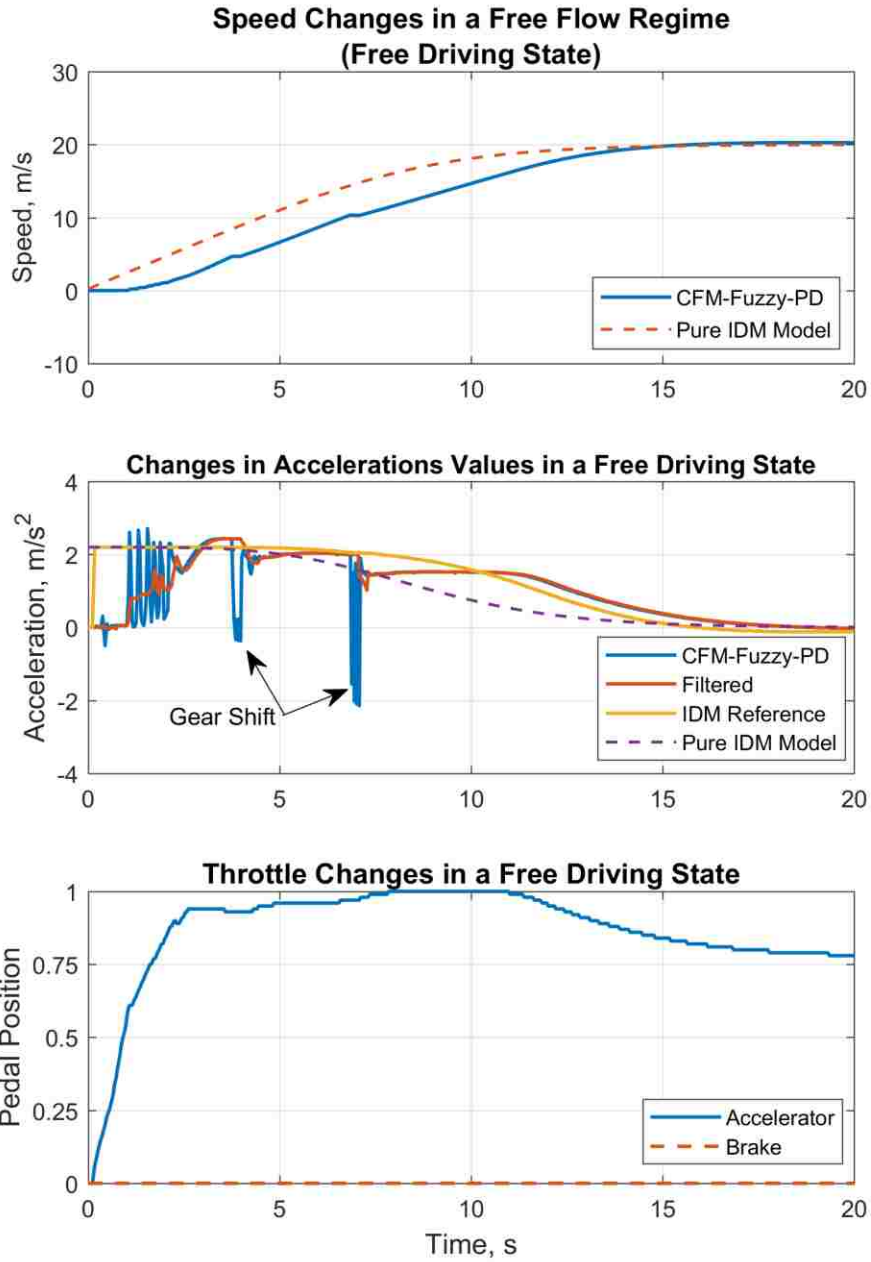 Speed Changes in a Free Flow Regime
(Free Driving State)
30
20
10
0
-10
Speed, m/s
0 5 10 15 20
CFM-Fuzzy-PD
Pure IDM Model
Changes in Accelerations Values in a Free Driving State
4
2
0
-2
-4
Acceleration, m/s²
Gear Shift
0 5 10 15 20
CFM-Fuzzy-PD
Filtered
IDM Reference
Pure IDM Model
Throttle Changes in a Free Driving State
1
0.75
0.5
0.25
0
Pedal Position
0 5 10 15 20
Accelerator
Brake
Time, s